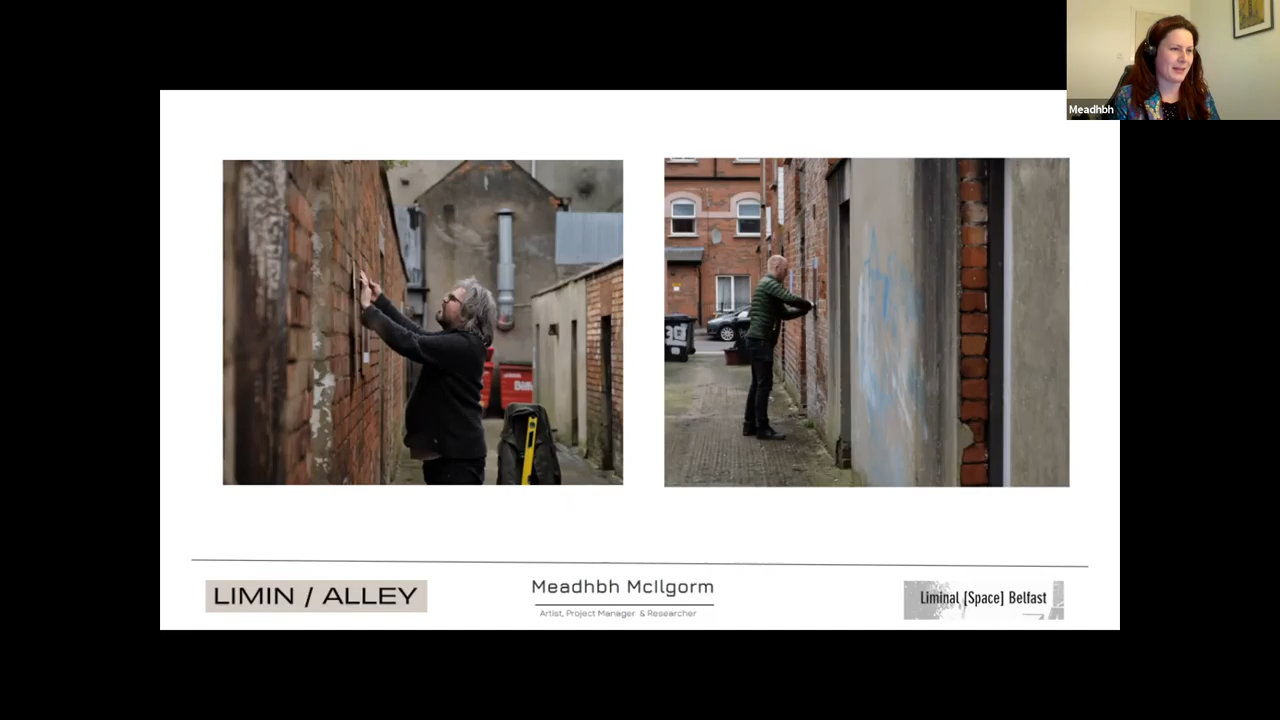 Meadhbh
LIMIN / ALLEY
Meadhbh McIlgorm
Artist, Project Manager & Researcher
Liminal [Space] Belfast